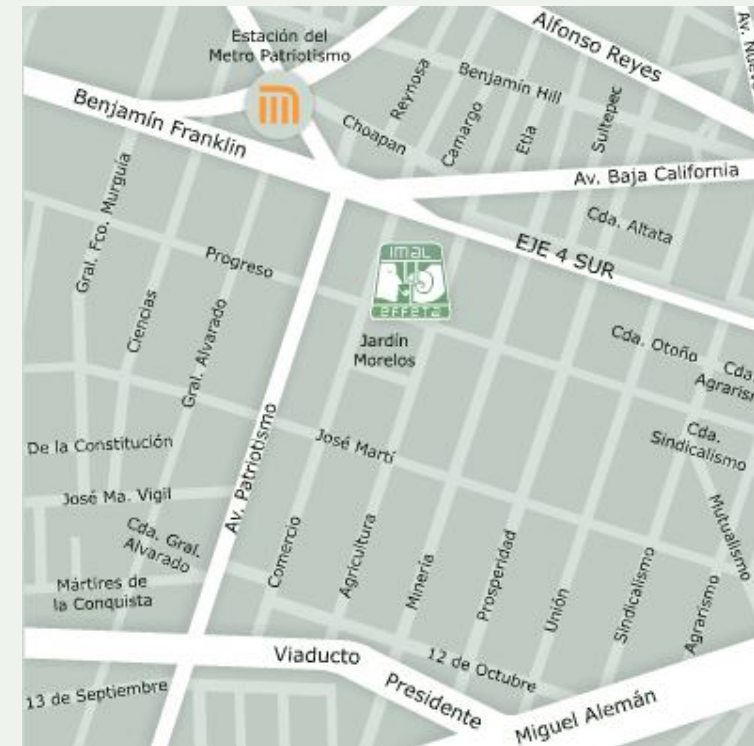 Estación del
Metro Patriotismo
Alfonso Reyes
Benjamín Hill
Reynosa
Camargo
Etla
Sultepec
Choapan
Benjamín Franklin
Av. Baja California
Cda. Altata
EJE 4 SUR
Gral. Fco. Murguía
Progreso
imal
effeta
Ciencias
Gral. Alvarado
Jardín
Morelos
Cda. Otoño
Cda.
Cda.
Sindicalismo
De la Constitución
José Martí
Av. Patriotismo
José Ma. Vigil
Cda. Gral.
Alvarado
Mutualismo
Comercio
Agricultura
Minería
Prosperidad
Unión
Sindicalismo
Agrarismo
Mártires de
la Conquista
Viaducto
12 de Octubre
13 de Septiembre
Presidente
Miguel Alemán